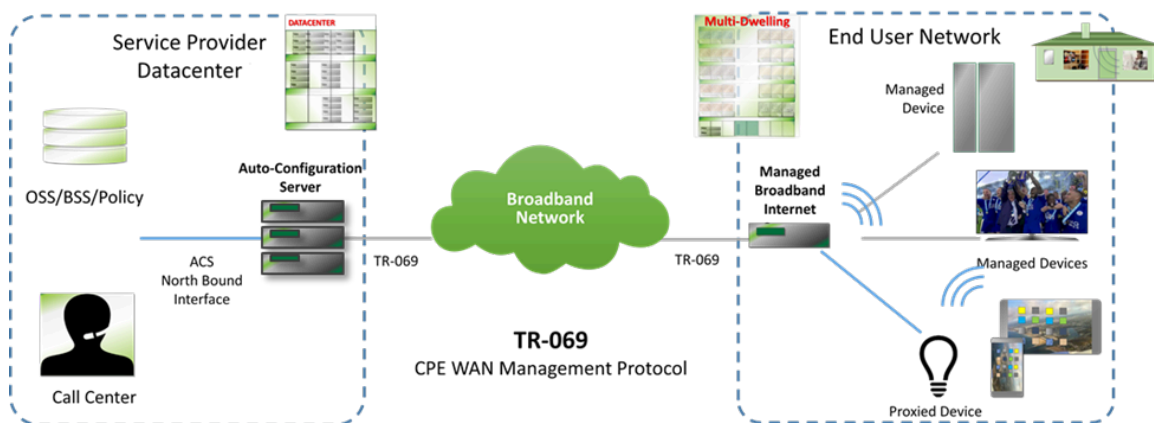 Service Provider
Datacenter
DATACENTER
OSS/BSS/Policy
Auto-Configuration
Server
ACS
North Bound
Interface
Call Center
TR-069
Broadband
Network
TR-069
TR-069
CPE WAN Management Protocol
Multi-Dwelling
End User Network
Managed
Device
Managed
Broadband
Internet
Managed Devices
Proxied Device